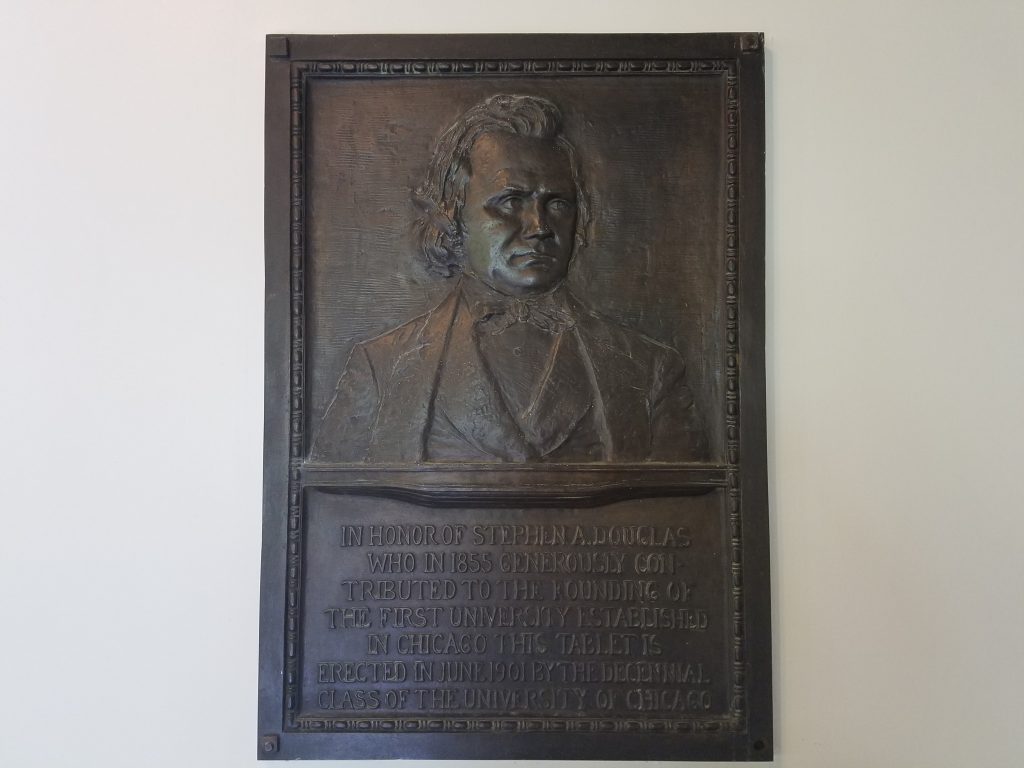 IN HONOR OF STEPHEN A. DOUGLAS
WHO IN 1855 GENEROUSLY CON-
TRIBUTED TO THE FOUNDING OF
THE FIRST UNIVERSITY ESTABLISHED
IN CHICAGO THIS TABLET IS
ERECTED IN JUNE 1901 BY THE DECENNIAL
CLASS OF THE UNIVERSITY OF CHICAGO